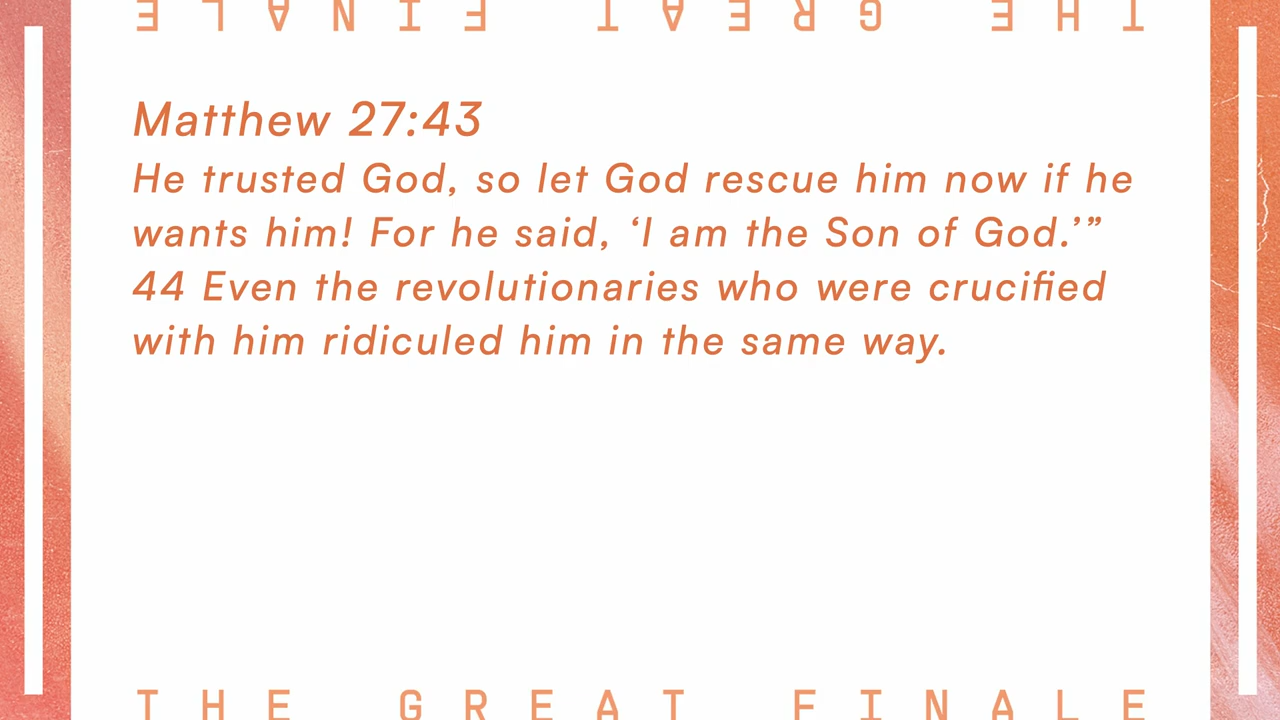 THE GREAT FINALE
Matthew 27:43
He trusted God, so let God rescue him now if he
wants him! For he said, ‘I am the Son of God.’”
44 Even the revolutionaries who were crucified
with him ridiculed him in the same way.
THE GREAT FINALE